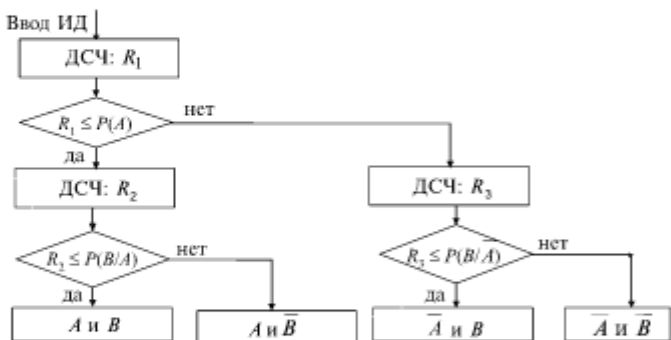 Ввод ИД
ДСЧ: R₁
R₁ ≤ P(A)
нет
да
ДСЧ: R₂
ДСЧ: R₃
R₂ ≤ P(B/A)
нет
R₃ ≤ P(B/A̅)
нет
да
да
A и B
A и B̅
A̅ и B
A̅ и B̅